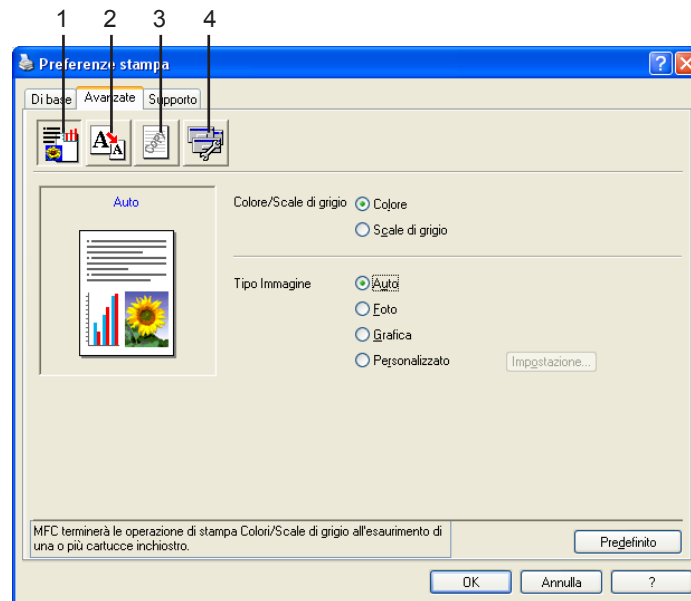 1 2 3 4
Preferenze stampa
Di base Avanzate Supporto
Auto
Colore/Scale di grigio Colore
Scale di grigio
Tipo Immagine Auto
Foto
Grafica
Personalizzato Impostazione...
MFC terminerà le operazione di stampa Colori/Scale di grigio all'esaurimento di
una o più cartucce inchiostro.
Predefinito
OK Annulla ?